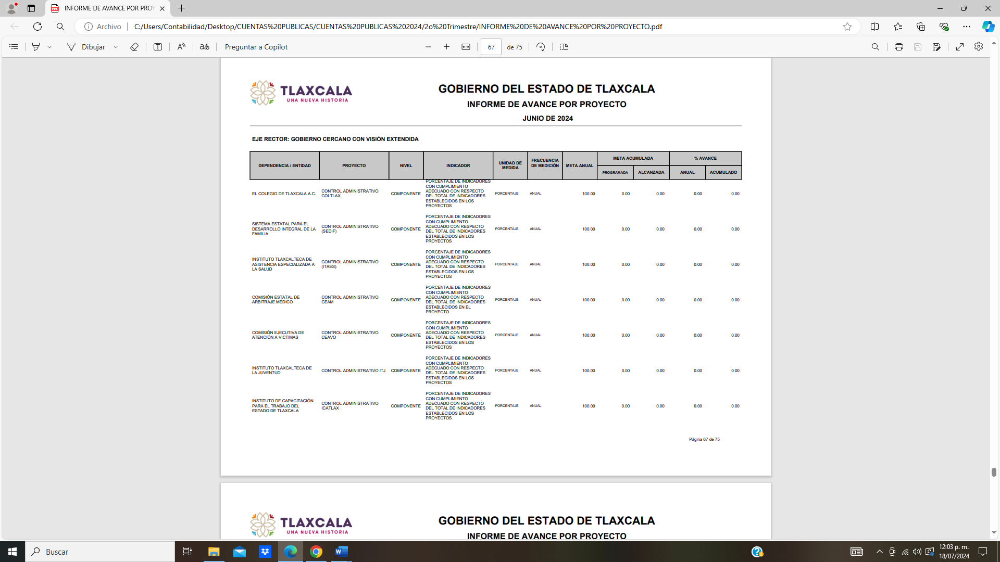 INFORME DE AVANCE POR PROY
Archivo
C:/Users/Contabilidad/Desktop/CUENTAS%20PUBLICAS/CUENTAS%20PUBLICAS%202024/2o%20Trimestre/INFORME%20DE%20AVANCE%20POR%20PROYECTO.pdf
Dibujar
aあ
Preguntar a Copilot
67 de 75
TLAXCALA
UNA NUEVA HISTORIA
GOBIERNO DEL ESTADO DE TLAXCALA
INFORME DE AVANCE POR PROYECTO
JUNIO DE 2024
EJE RECTOR: GOBIERNO CERCANO CON VISIÓN EXTENDIDA
DEPENDENCIA / ENTIDAD
PROYECTO
NIVEL
INDICADOR
UNIDAD DE
MEDIDA
FRECUENCIA
DE MEDICIÓN
META ANUAL
META ACUMULADA
PROGRAMADA
ALCANZADA
% AVANCE
ANUAL
ACUMULADO
EL COLEGIO DE TLAXCALA A.C.
CONTROL ADMINISTRATIVO
COLTLAX
COMPONENTE
PORCENTAJE DE INDICADORES
CON CUMPLIMIENTO
ADECUADO CON RESPECTO
DEL TOTAL DE INDICADORES
ESTABLECIDOS EN LOS
PROYECTOS
PORCENTAJE
ANUAL
100.00
0.00
0.00
0.00
0.00
SISTEMA ESTATAL PARA EL
DESARROLLO INTEGRAL DE LA
FAMILIA
CONTROL ADMINISTRATIVO
(SEDIF)
COMPONENTE
PORCENTAJE DE INDICADORES
CON CUMPLIMIENTO
ADECUADO CON RESPECTO
DEL TOTAL DE INDICADORES
ESTABLECIDOS EN LOS
PROYECTOS
PORCENTAJE
ANUAL
100.00
0.00
0.00
0.00
0.00
INSTITUTO TLAXCALTECA DE
ASISTENCIA ESPECIALIZADA A
LA SALUD
CONTROL ADMINISTRATIVO
(ITAES)
COMPONENTE
PORCENTAJE DE INDICADORES
CON CUMPLIMIENTO
ADECUADO CON RESPECTO
DEL TOTAL DE INDICADORES
ESTABLECIDOS EN LOS
PROYECTOS
PORCENTAJE
ANUAL
100.00
0.00
0.00
0.00
0.00
COMISIÓN ESTATAL DE
ARBITRAJE MÉDICO
CONTROL ADMINISTRATIVO
CEAM
COMPONENTE
PORCENTAJE DE INDICADORES
CON CUMPLIMIENTO
ADECUADO CON RESPECTO
DEL TOTAL DE INDICADORES
ESTABLECIDOS EN EL
PROYECTO
PORCENTAJE
ANUAL
100.00
0.00
0.00
0.00
0.00
COMISIÓN EJECUTIVA DE
ATENCIÓN A VICTIMAS
CONTROL ADMINISTRATIVO
CEAVO
COMPONENTE
PORCENTAJE DE INDICADORES
CON CUMPLIMIENTO
ADECUADO CON RESPECTO
DEL TOTAL DE INDICADORES
ESTABLECIDOS EN LOS
PROYECTOS
PORCENTAJE
ANUAL
100.00
0.00
0.00
0.00
0.00
INSTITUTO TLAXCALTECA DE
LA JUVENTUD
CONTROL ADMINISTRATIVO ITJ
COMPONENTE
PORCENTAJE DE INDICADORES
CON CUMPLIMIENTO
ADECUADO CON RESPECTO
DEL TOTAL DE INDICADORES
ESTABLECIDOS EN LOS
PROYECTOS
PORCENTAJE
ANUAL
100.00
0.00
0.00
0.00
0.00
INSTITUTO DE CAPACITACIÓN
PARA EL TRABAJO DEL
ESTADO DE TLAXCALA
CONTROL ADMINISTRATIVO
ICATLAX
COMPONENTE
PORCENTAJE DE INDICADORES
CON CUMPLIMIENTO
ADECUADO CON RESPECTO
DEL TOTAL DE INDICADORES
ESTABLECIDOS EN LOS
PROYECTOS
PORCENTAJE
ANUAL
100.00
0.00
0.00
0.00
0.00
Página 67 de 75
TLAXCALA
UNA NUEVA HISTORIA
GOBIERNO DEL ESTADO DE TLAXCALA
INFORME DE AVANCE POR PROYECTO
Buscar
12:03 p. m.
18/07/2024